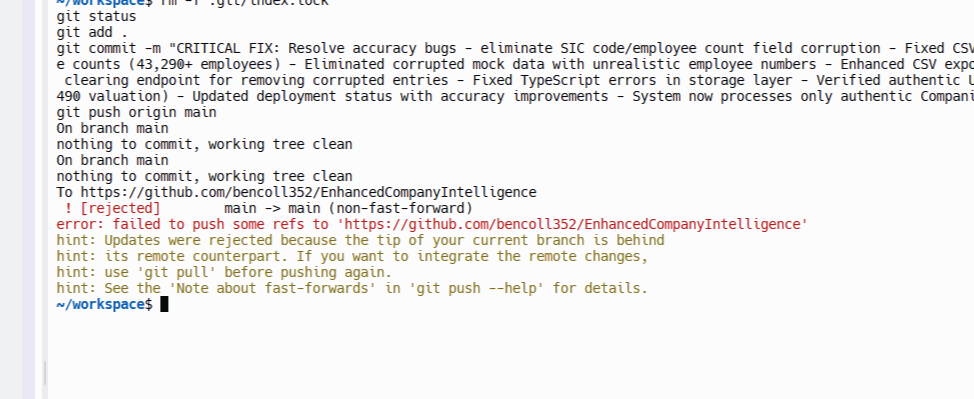 ~/workspace$ rm -f .git/index.lock
git status
git add .
git commit -m "CRITICAL FIX: Resolve accuracy bugs - eliminate SIC code/employee count field corruption - Fixed CSV
e counts (43,290+ employees) - Eliminated corrupted mock data with unrealistic employee numbers - Enhanced CSV expo
 clearing endpoint for removing corrupted entries - Fixed TypeScript errors in storage layer - Verified authentic U
490 valuation) - Updated deployment status with accuracy improvements - System now processes only authentic Compani
git push origin main
On branch main
nothing to commit, working tree clean
On branch main
nothing to commit, working tree clean
To https://github.com/bencoll352/EnhancedCompanyIntelligence
 ! [rejected]        main -> main (non-fast-forward)
error: failed to push some refs to 'https://github.com/bencoll352/EnhancedCompanyIntelligence'
hint: Updates were rejected because the tip of your current branch is behind
hint: its remote counterpart. If you want to integrate the remote changes,
hint: use 'git pull' before pushing again.
hint: See the 'Note about fast-forwards' in 'git push --help' for details.
~/workspace$